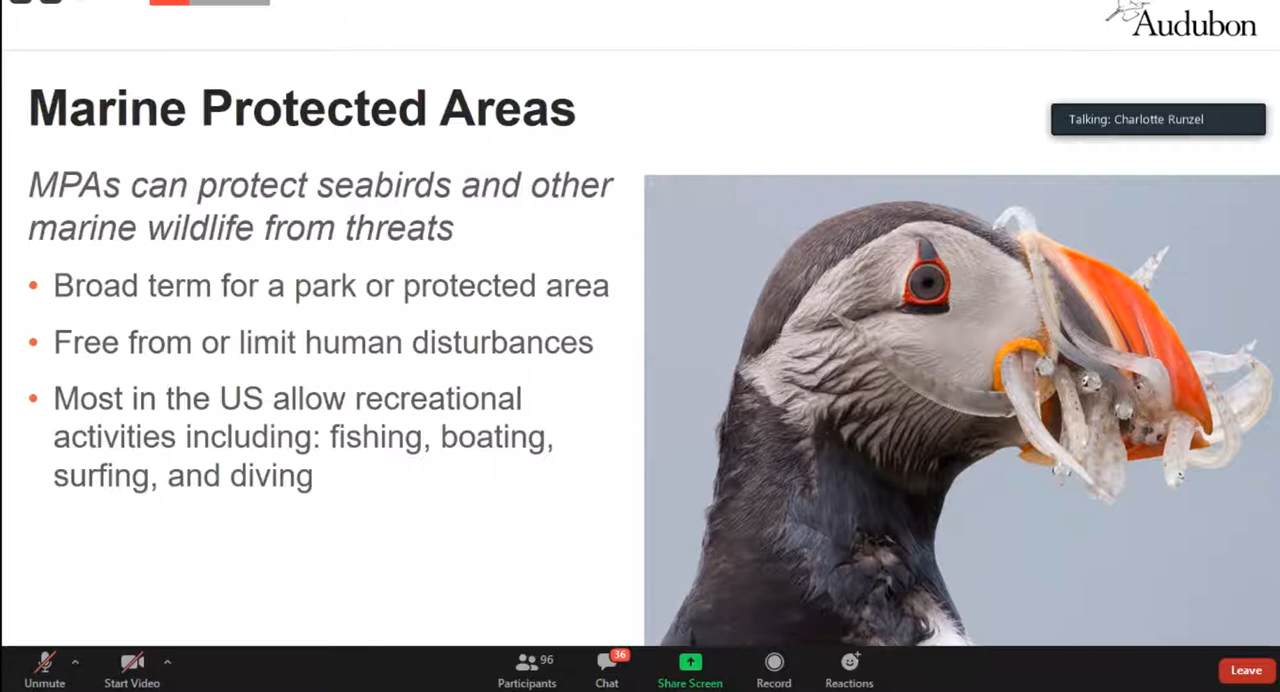 Audubon
Marine Protected Areas
Talking: Charlotte Runzel
MPAs can protect seabirds and other
marine wildlife from threats
• Broad term for a park or protected area
• Free from or limit human disturbances
• Most in the US allow recreational
activities including: fishing, boating,
surfing, and diving
96
36
Unmute
Start Video
Participants
Chat
Share Screen
Record
Reactions
Leave